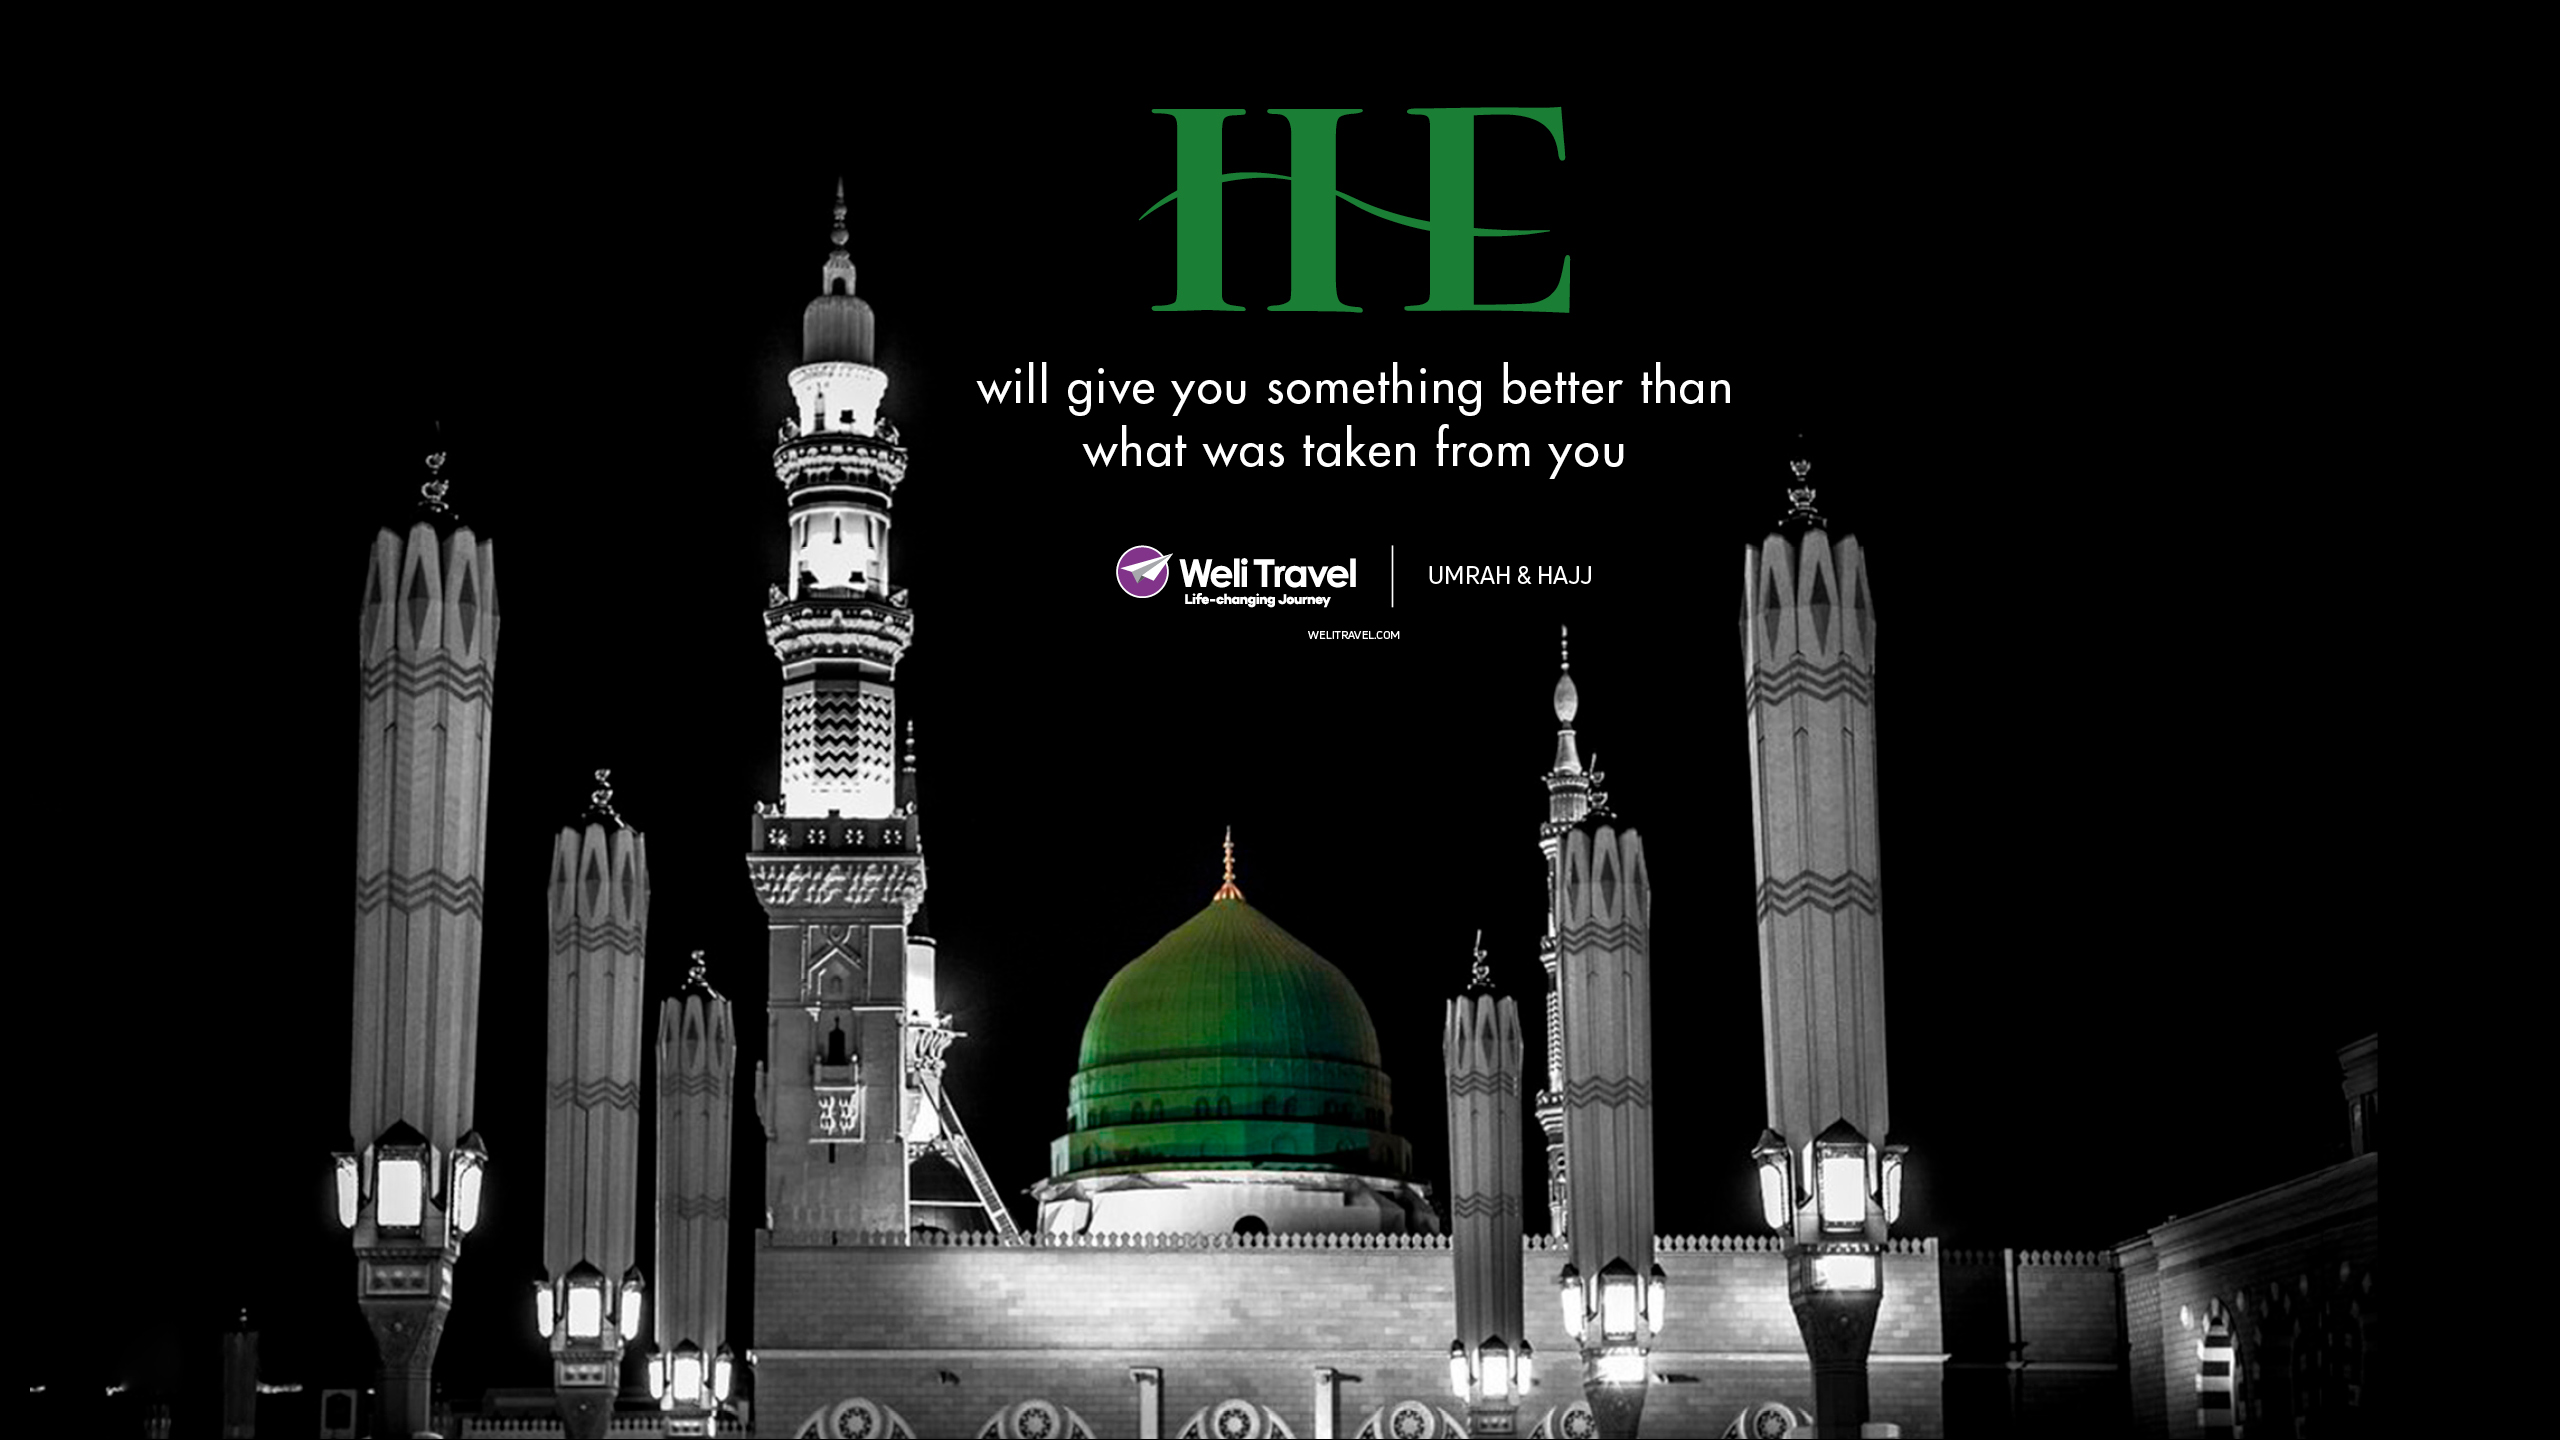 HE
will give you something better than
what was taken from you
Weli Travel
Life-changing Journey
UMRAH & HAJJ
WELITRAVEL.COM